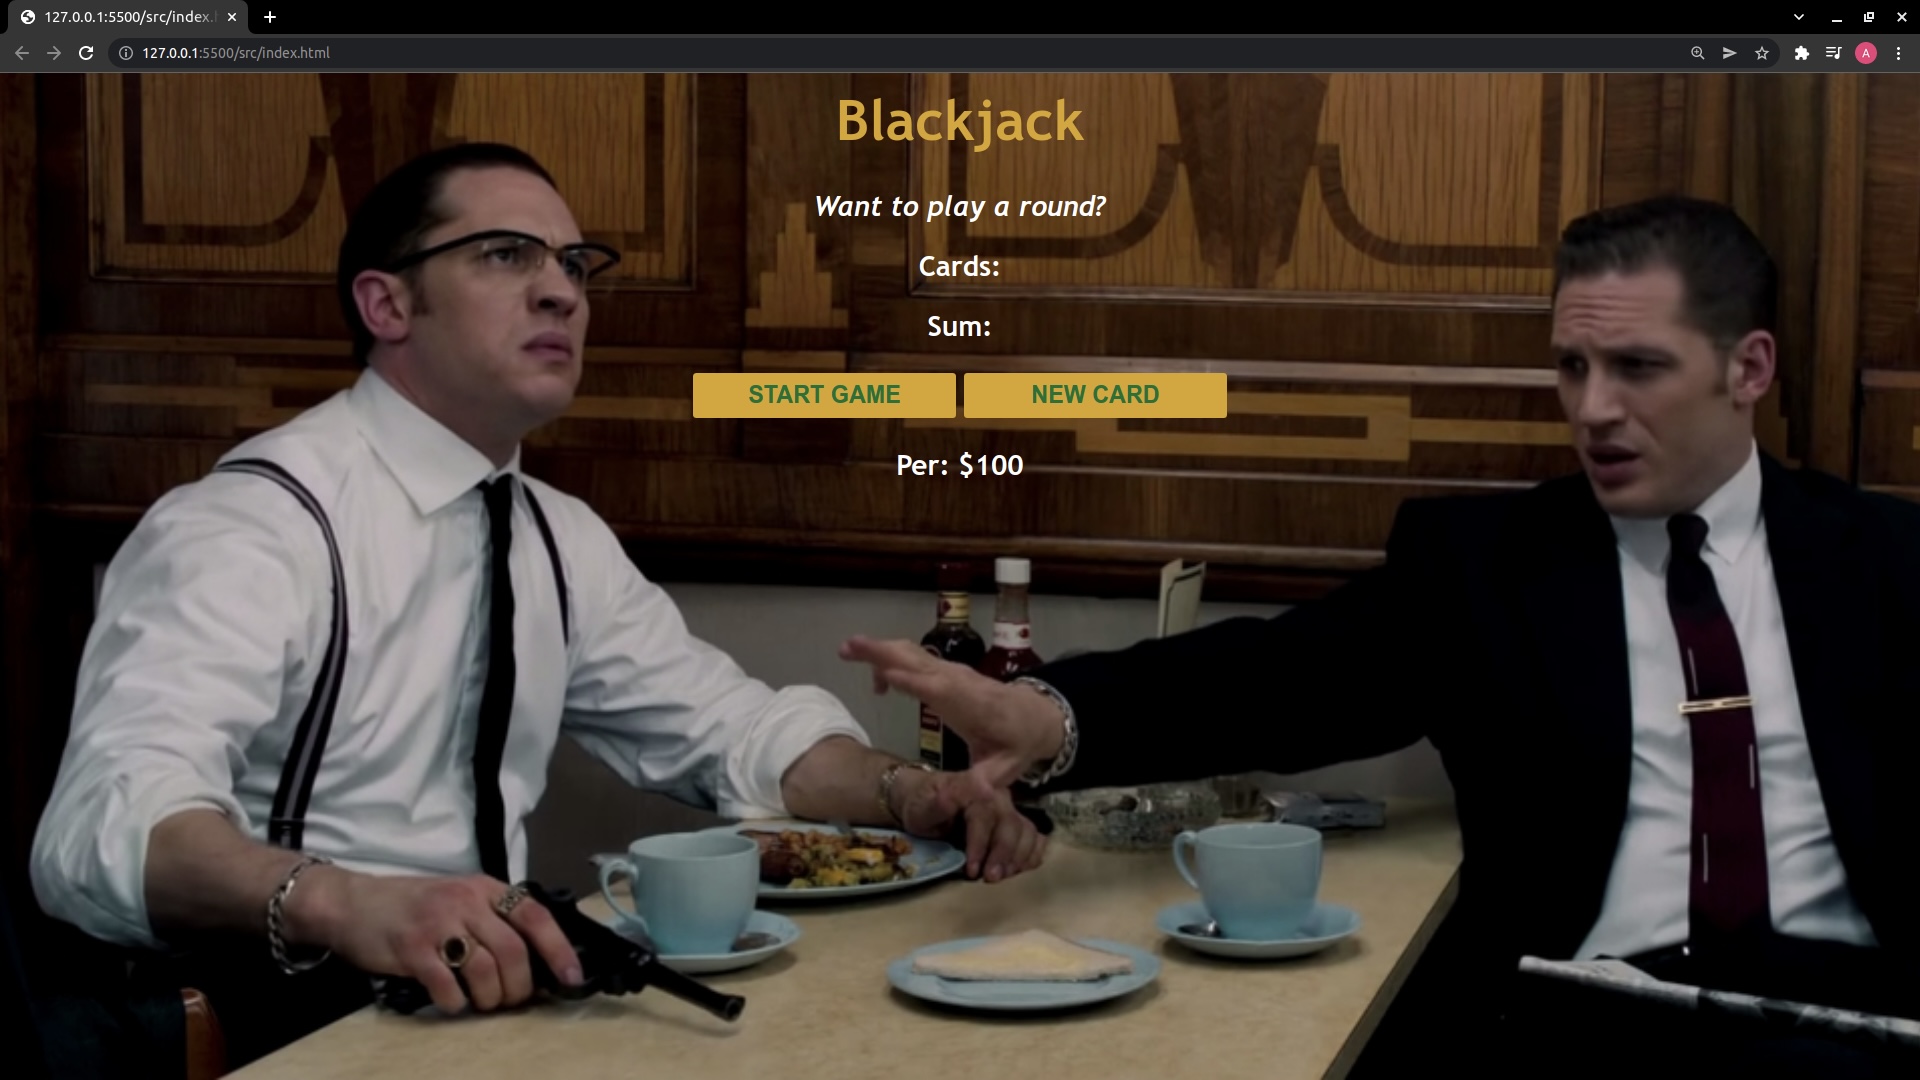 127.0.0.1:5500/src/index.
127.0.0.1:5500/src/index.html
A
Blackjack
Want to play a round?
Cards:
Sum:
START GAME NEW CARD
Per: $100